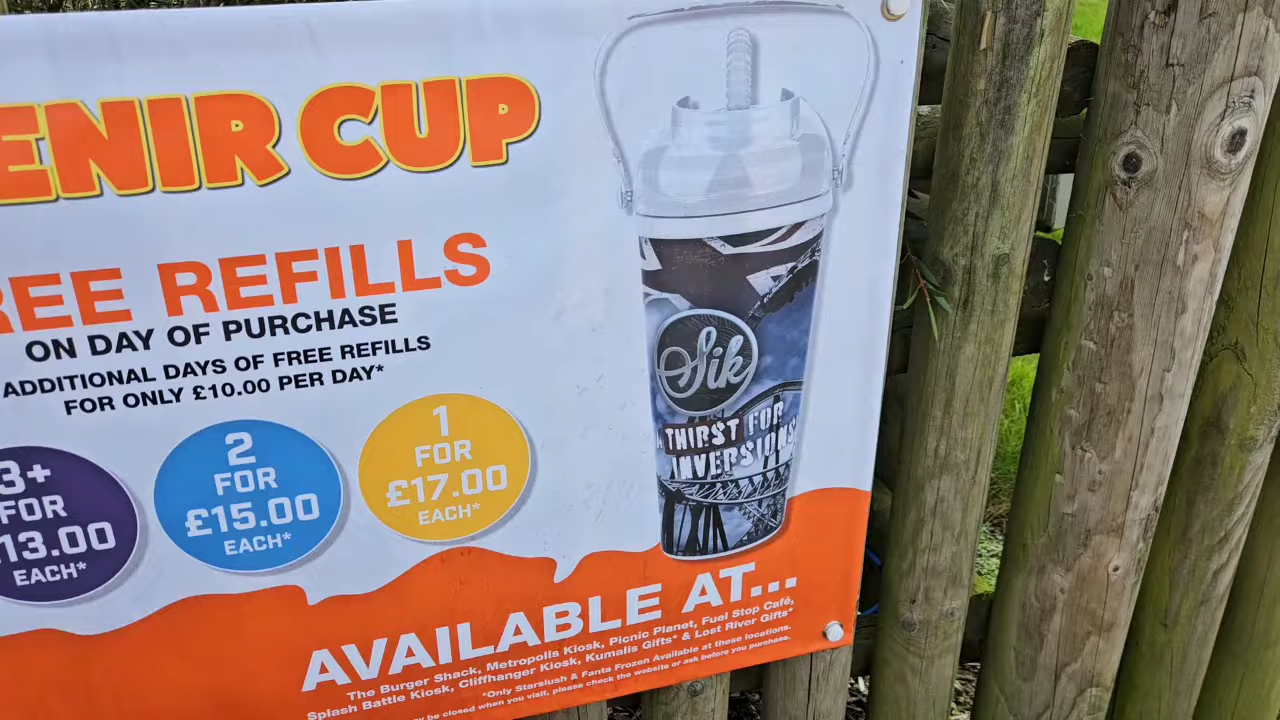 ENIR CUP
REE REFILLS
ON DAY OF PURCHASE
ADDITIONAL DAYS OF FREE REFILLS
FOR ONLY £10.00 PER DAY*
3+
FOR
13.00
EACH*
2
FOR
£15.00
EACH*
1
FOR
£17.00
EACH*
Sik
A THIRST FOR
INVERSIONS
AVAILABLE AT...
The Burger Shack, Metropolis Kiosk, Picnic Planet, Fuel Stop Café,
Splash Battle Kiosk, Cliffhanger Kiosk, Kumalis Gifts* & Lost River Gifts*
*Only Starslush & Fanta Frozen Available at these locations.
be closed when you visit, please check the website or ask before you purchase.